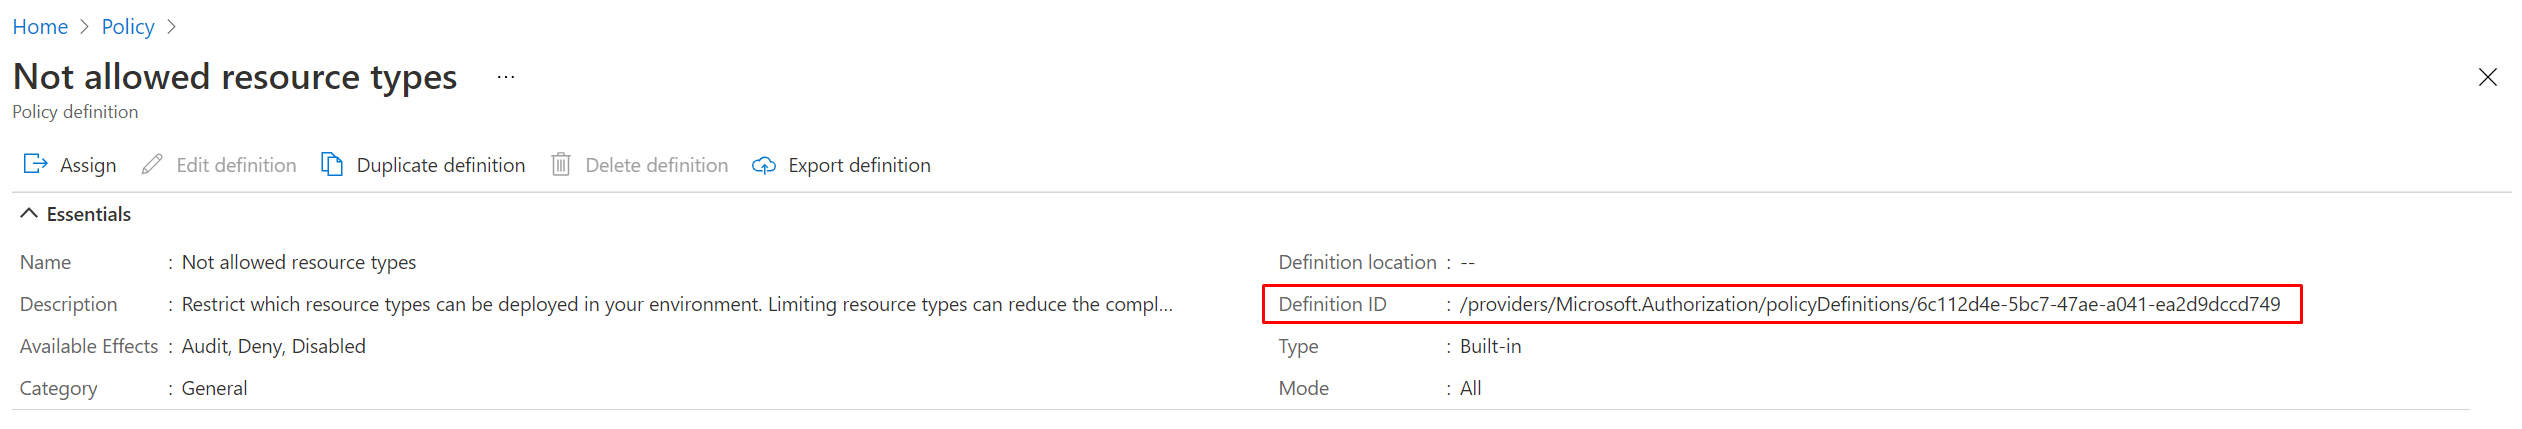 Home > Policy >
Not allowed resource types ...
Policy definition
Assign Edit definition Duplicate definition Delete definition Export definition
Essentials
Name : Not allowed resource types
Definition location : --
Description : Restrict which resource types can be deployed in your environment. Limiting resource types can reduce the compl...
Definition ID : /providers/Microsoft.Authorization/policyDefinitions/6c112d4e-5bc7-47ae-a041-ea2d9dccd749
Available Effects : Audit, Deny, Disabled
Type : Built-in
Category : General
Mode : All